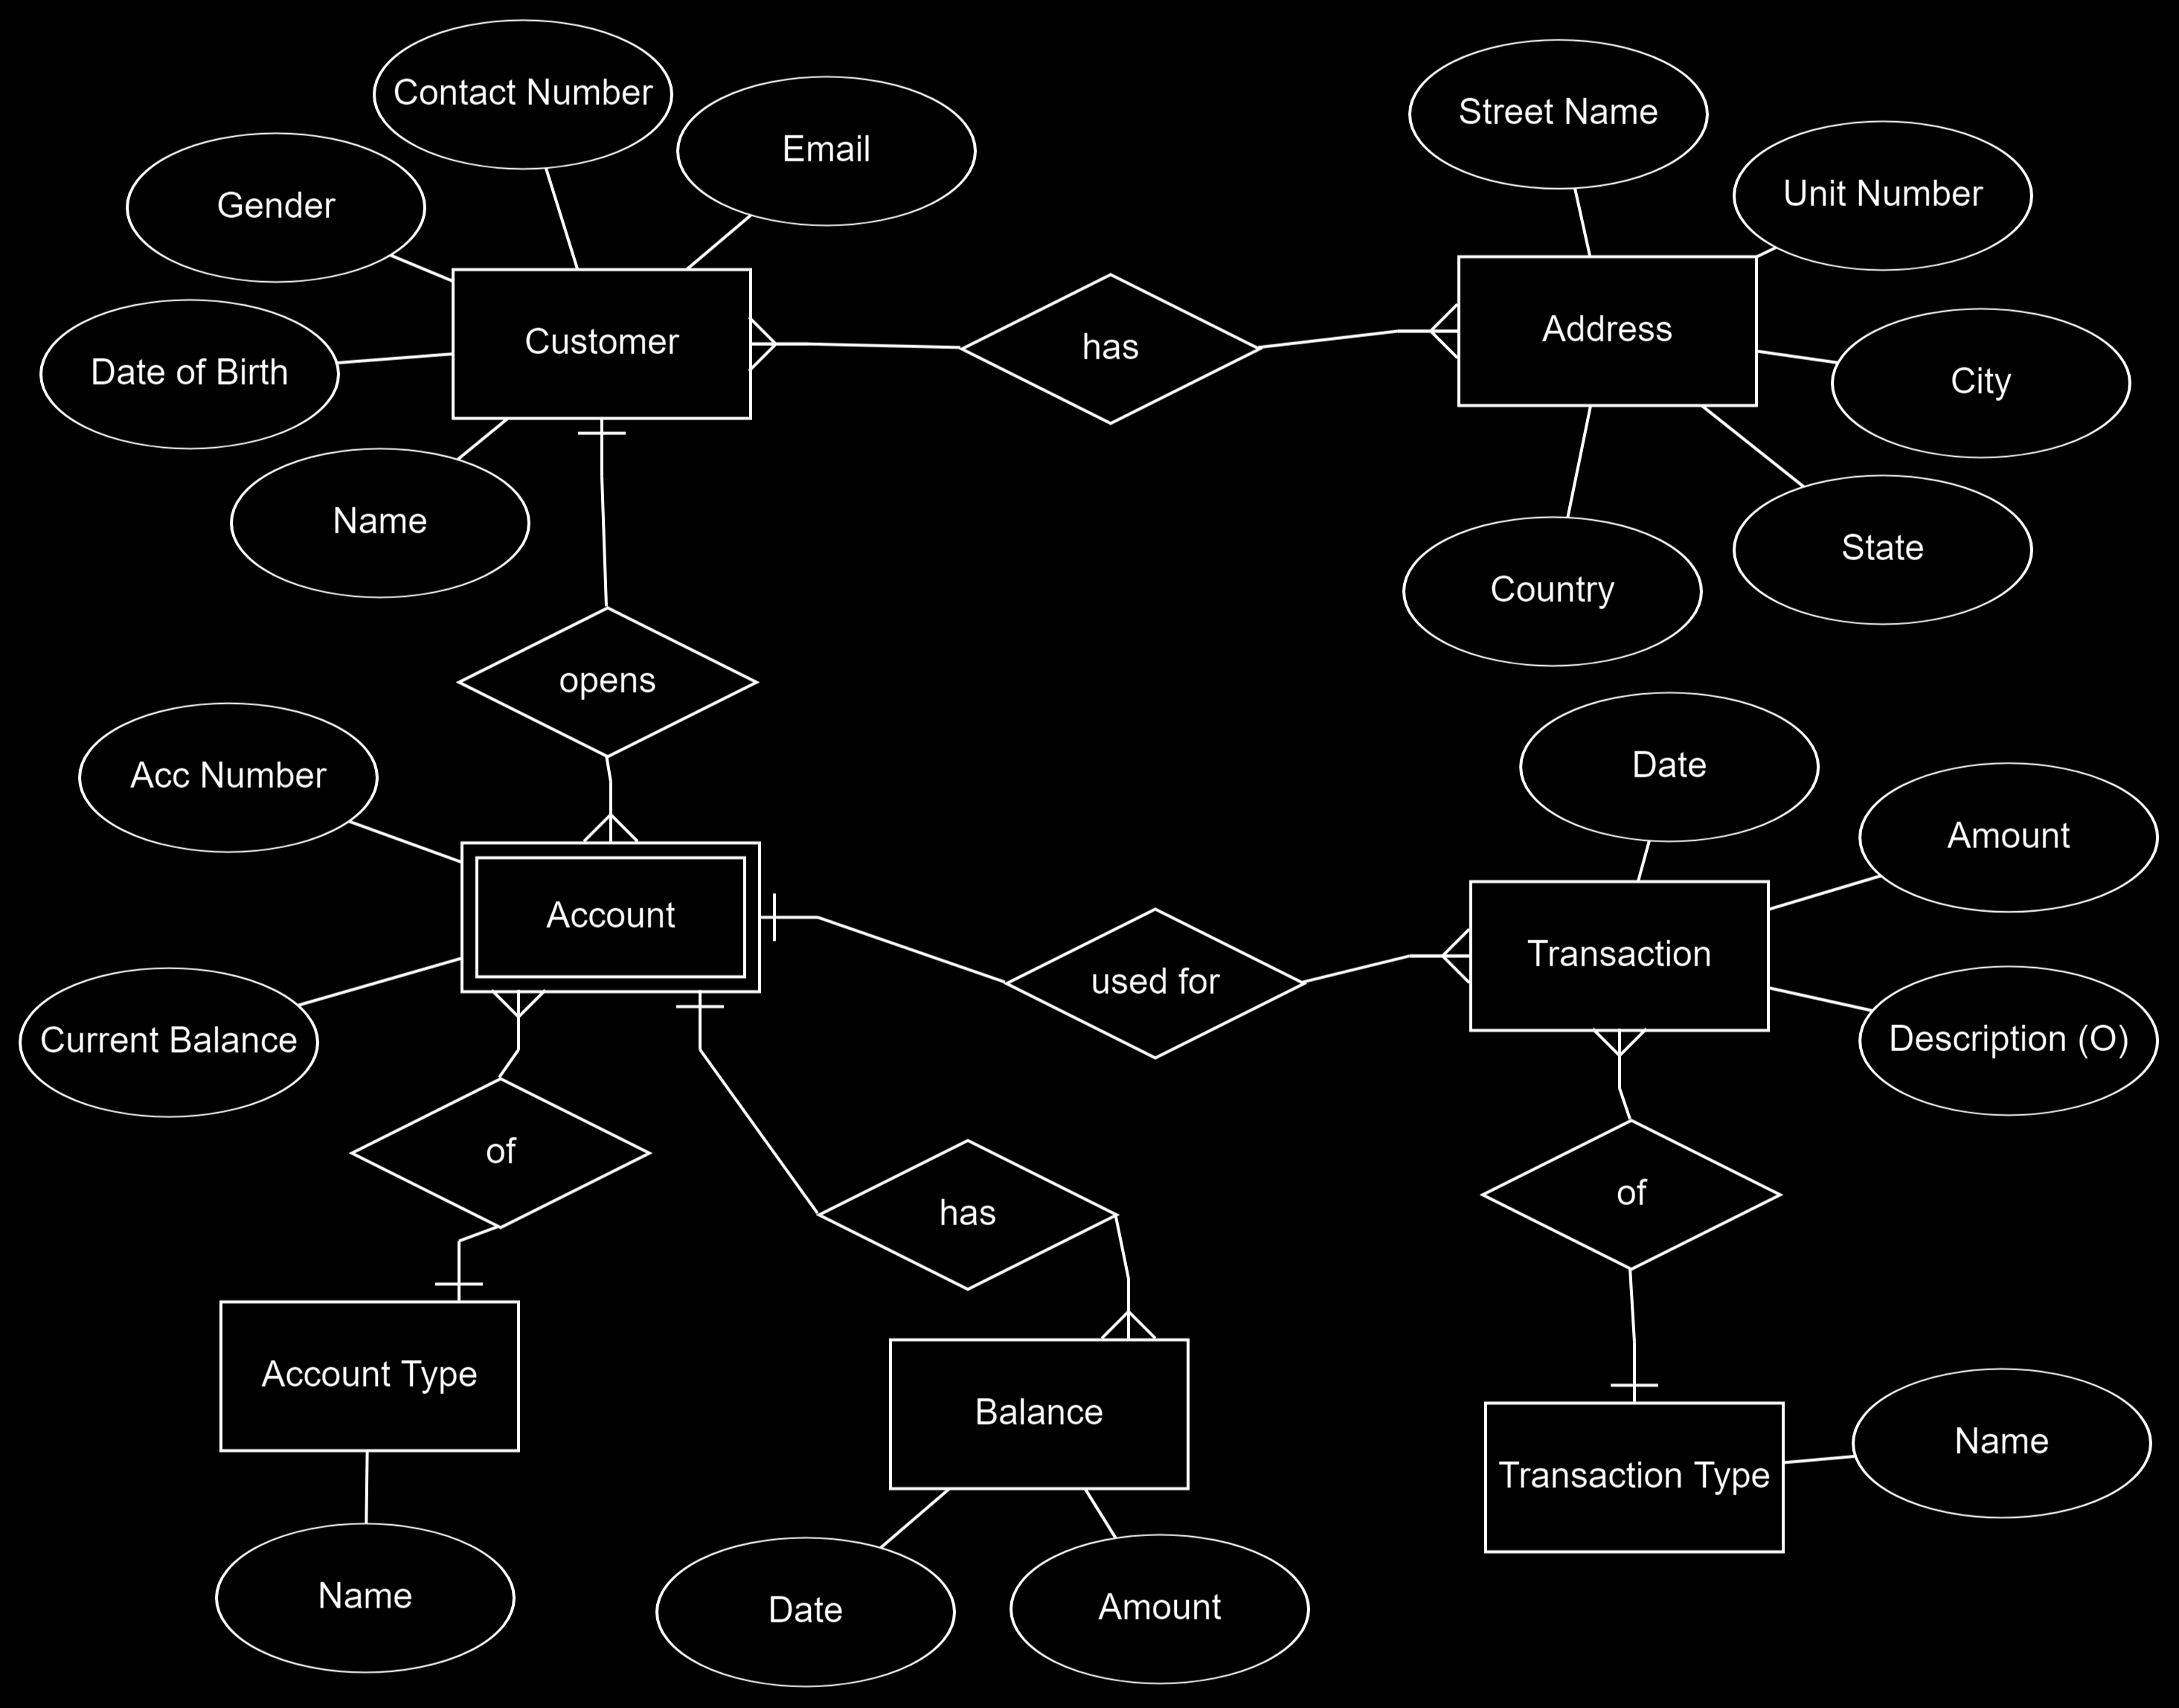 Contact Number
Email
Gender
Customer
Date of Birth
Name
has
Street Name
Unit Number
Address
City
State
Country
opens
Acc Number
Account
Current Balance
used for
Date
Amount
Transaction
Description (O)
of
has
of
Account Type
Name
Balance
Date
Amount
Transaction Type
Name